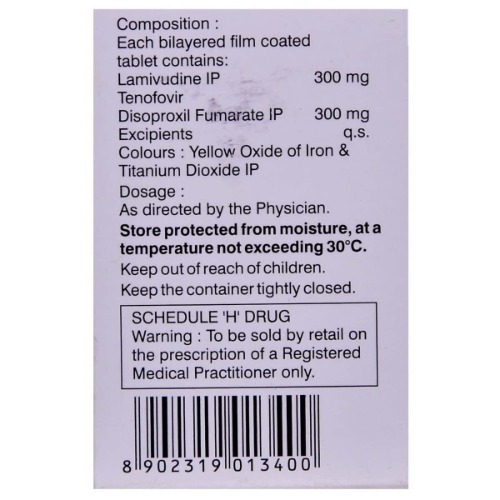 Composition :
Each bilayered film coated
tablet contains:
Lamivudine IP 300 mg
Tenofovir
Disoproxil Fumarate IP 300 mg
Excipients q.s.
Colours : Yellow Oxide of Iron &
Titanium Dioxide IP
Dosage :
As directed by the Physician.
Store protected from moisture, at a
temperature not exceeding 30°C.
Keep out of reach of children.
Keep the container tightly closed.
SCHEDULE 'H' DRUG
Warning : To be sold by retail on
the prescription of a Registered
Medical Practitioner only.
8 902319 013400